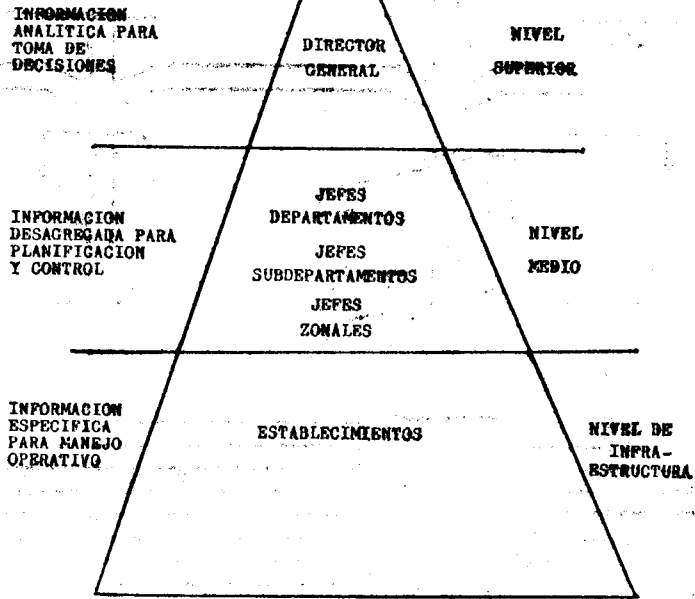 INFORMACION
ANALITICA PARA
TOMA DE
DECISIONES
DIRECTOR
GENERAL
NIVEL
SUPERIOR
INFORMACION
DESAGREGADA PARA
PLANIFICACION
Y CONTROL
JEFES
DEPARTAMENTOS
JEFES
SUBDEPARTAMENTOS
JEFES
ZONALES
NIVEL
MEDIO
INFORMACION
ESPECIFICA
PARA MANEJO
OPERATIVO
ESTABLECIMIENTOS
NIVEL DE
INFRA-
ESTRUCTURA